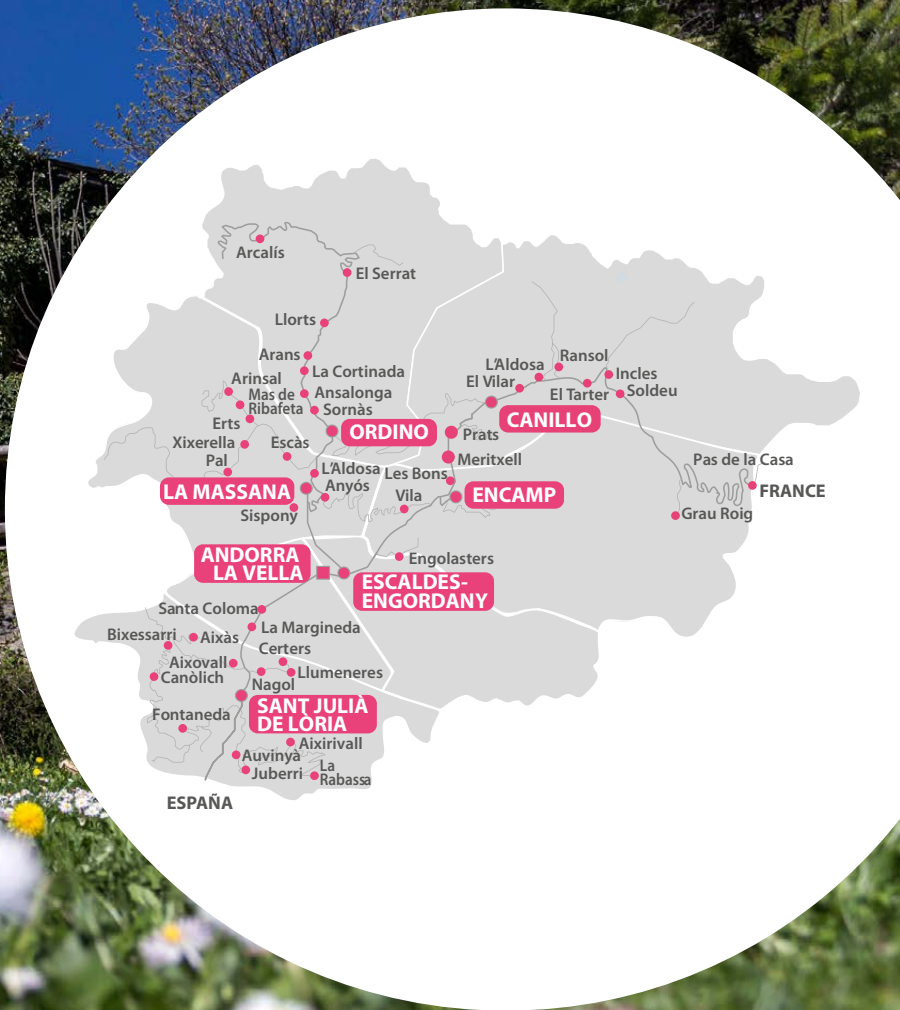 Arcalís
El Serrat
Llorts
Arans
La Cortinada
Arinsal
Mas de
Ribafeta
Ansalonga
Sornàs
Erts
ORDINO
Xixerella
Escàs
Pal
L'Aldosa
Anyós
LA MASSANA
Sispony
L'Aldosa
Ransol
El Vilar
Incles
El Tarter
Soldeu
CANILLO
Prats
Meritxell
Les Bons
Vila
ENCAMP
Pas de la Casa
FRANCE
Grau Roig
ANDORRA
LA VELLA
Engolasters
ESCALDES-
ENGORDANY
Santa Coloma
La Margineda
Bixessarri
Aixàs
Certers
Aixovall
Canòlich
Llumeneres
Nagol
SANT JULIÀ
DE LÒRIA
Fontaneda
Aixirivall
Auvinyà
Juberri
La
Rabassa
ESPAÑA